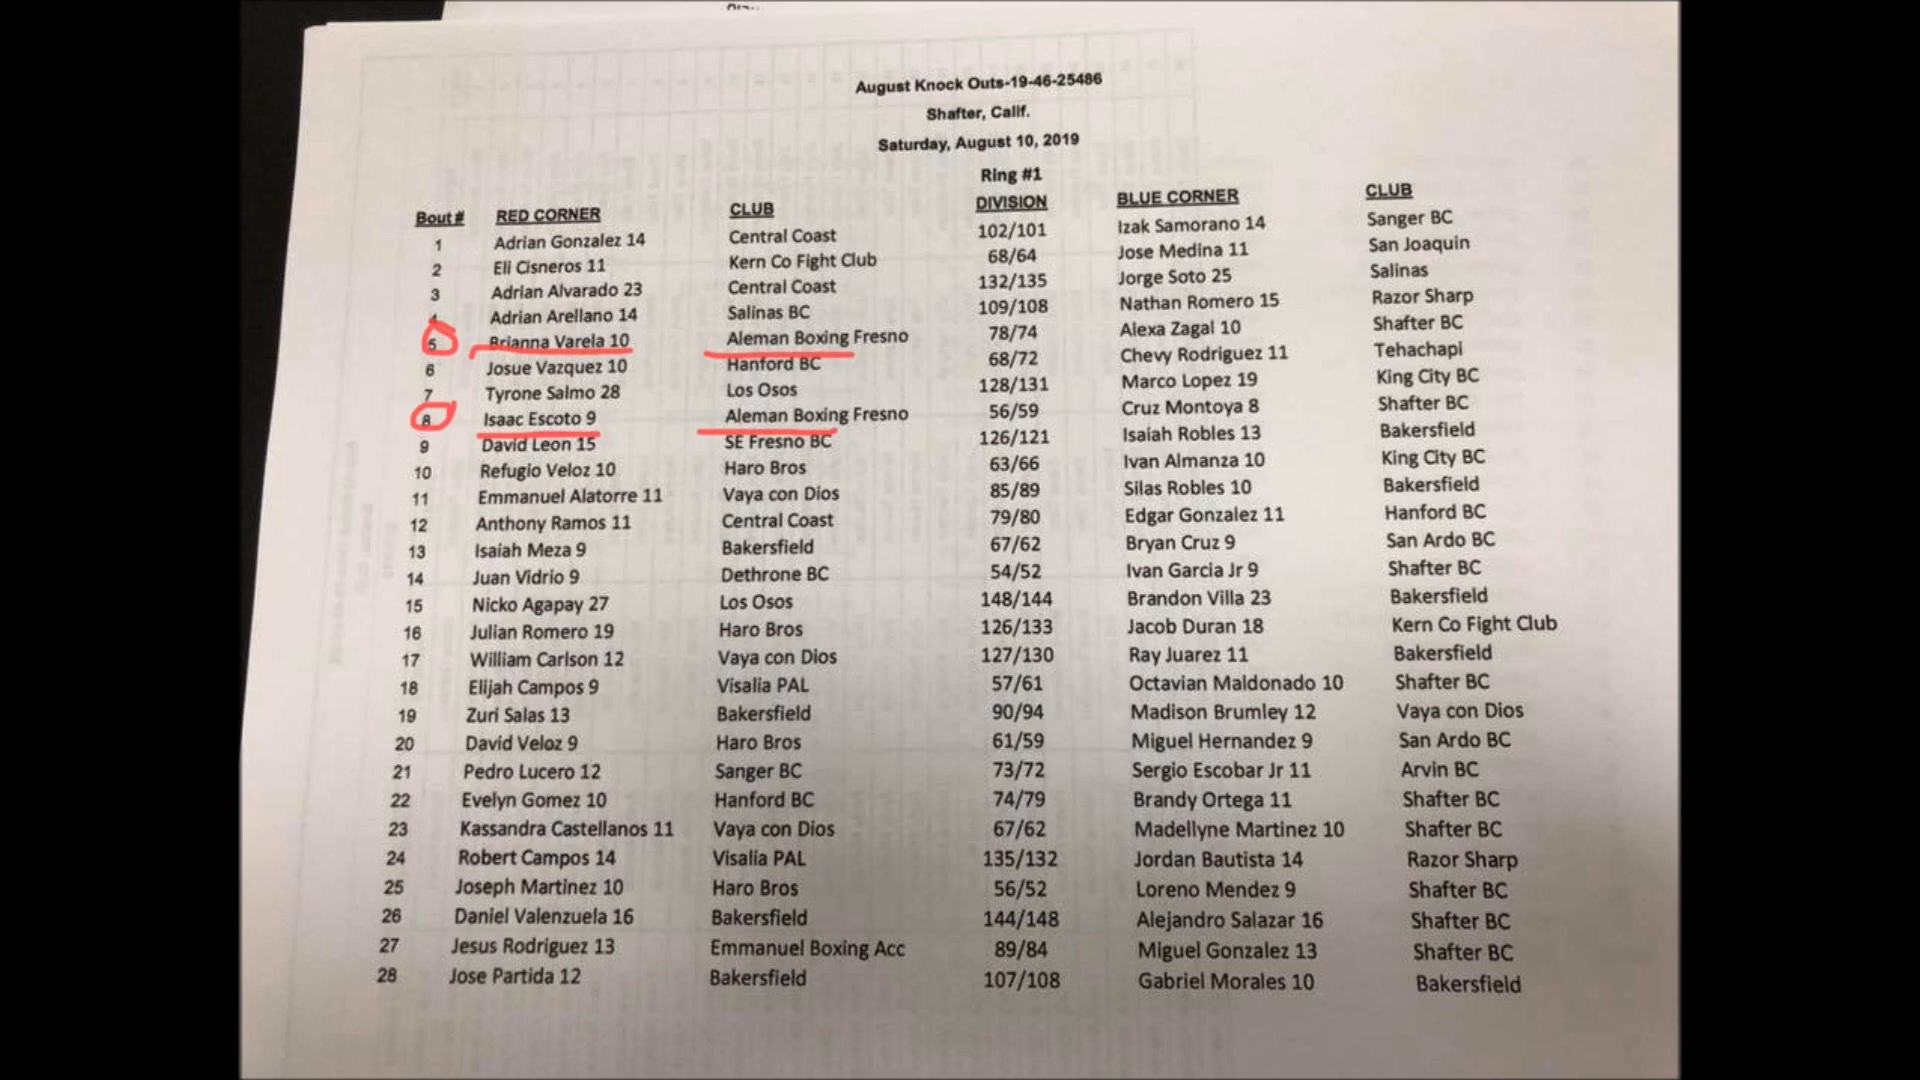 August Knock Outs-19-46-25486
Shafter, Calif.
Saturday, August 10, 2019
Ring #1
Bout # RED CORNER CLUB DIVISION BLUE CORNER CLUB
1 Adrian Gonzalez 14 Central Coast 102/101 Izak Samorano 14 Sanger BC
2 Eli Cisneros 11 Kern Co Fight Club 68/64 Jose Medina 11 San Joaquin
3 Adrian Alvarado 23 Central Coast 132/135 Jorge Soto 25 Salinas
4 Adrian Arellano 14 Salinas BC 109/108 Nathan Romero 15 Razor Sharp
5 Brianna Varela 10 Aleman Boxing Fresno 78/74 Alexa Zagal 10 Shafter BC
6 Josue Vazquez 10 Hanford BC 68/72 Chevy Rodriguez 11 Tehachapi
7 Tyrone Salmo 28 Los Osos 128/131 Marco Lopez 19 King City BC
8 Isaac Escoto 9 Aleman Boxing Fresno 56/59 Cruz Montoya 8 Shafter BC
9 David Leon 15 SE Fresno BC 126/121 Isaiah Robles 13 Bakersfield
10 Refugio Veloz 10 Haro Bros 63/66 Ivan Almanza 10 King City BC
11 Emmanuel Alatorre 11 Vaya con Dios 85/89 Silas Robles 10 Bakersfield
12 Anthony Ramos 11 Central Coast 79/80 Edgar Gonzalez 11 Hanford BC
13 Isaiah Meza 9 Bakersfield 67/62 Bryan Cruz 9 San Ardo BC
14 Juan Vidrio 9 Dethrone BC 54/52 Ivan Garcia Jr 9 Shafter BC
15 Nicko Agapay 27 Los Osos 148/144 Brandon Villa 23 Bakersfield
16 Julian Romero 19 Haro Bros 126/133 Jacob Duran 18 Kern Co Fight Club
17 William Carlson 12 Vaya con Dios 127/130 Ray Juarez 11 Bakersfield
18 Elijah Campos 9 Visalia PAL 57/61 Octavian Maldonado 10 Shafter BC
19 Zuri Salas 13 Bakersfield 90/94 Madison Brumley 12 Vaya con Dios
20 David Veloz 9 Haro Bros 61/59 Miguel Hernandez 9 San Ardo BC
21 Pedro Lucero 12 Sanger BC 73/72 Sergio Escobar Jr 11 Arvin BC
22 Evelyn Gomez 10 Hanford BC 74/79 Brandy Ortega 11 Shafter BC
23 Kassandra Castellanos 11 Vaya con Dios 67/62 Madellyne Martinez 10 Shafter BC
24 Robert Campos 14 Visalia PAL 135/132 Jordan Bautista 14 Razor Sharp
25 Joseph Martinez 10 Haro Bros 56/52 Loreno Mendez 9 Shafter BC
26 Daniel Valenzuela 16 Bakersfield 144/148 Alejandro Salazar 16 Shafter BC
27 Jesus Rodriguez 13 Emmanuel Boxing Acc 89/84 Miguel Gonzalez 13 Shafter BC
28 Jose Partida 12 Bakersfield 107/108 Gabriel Morales 10 Bakersfield